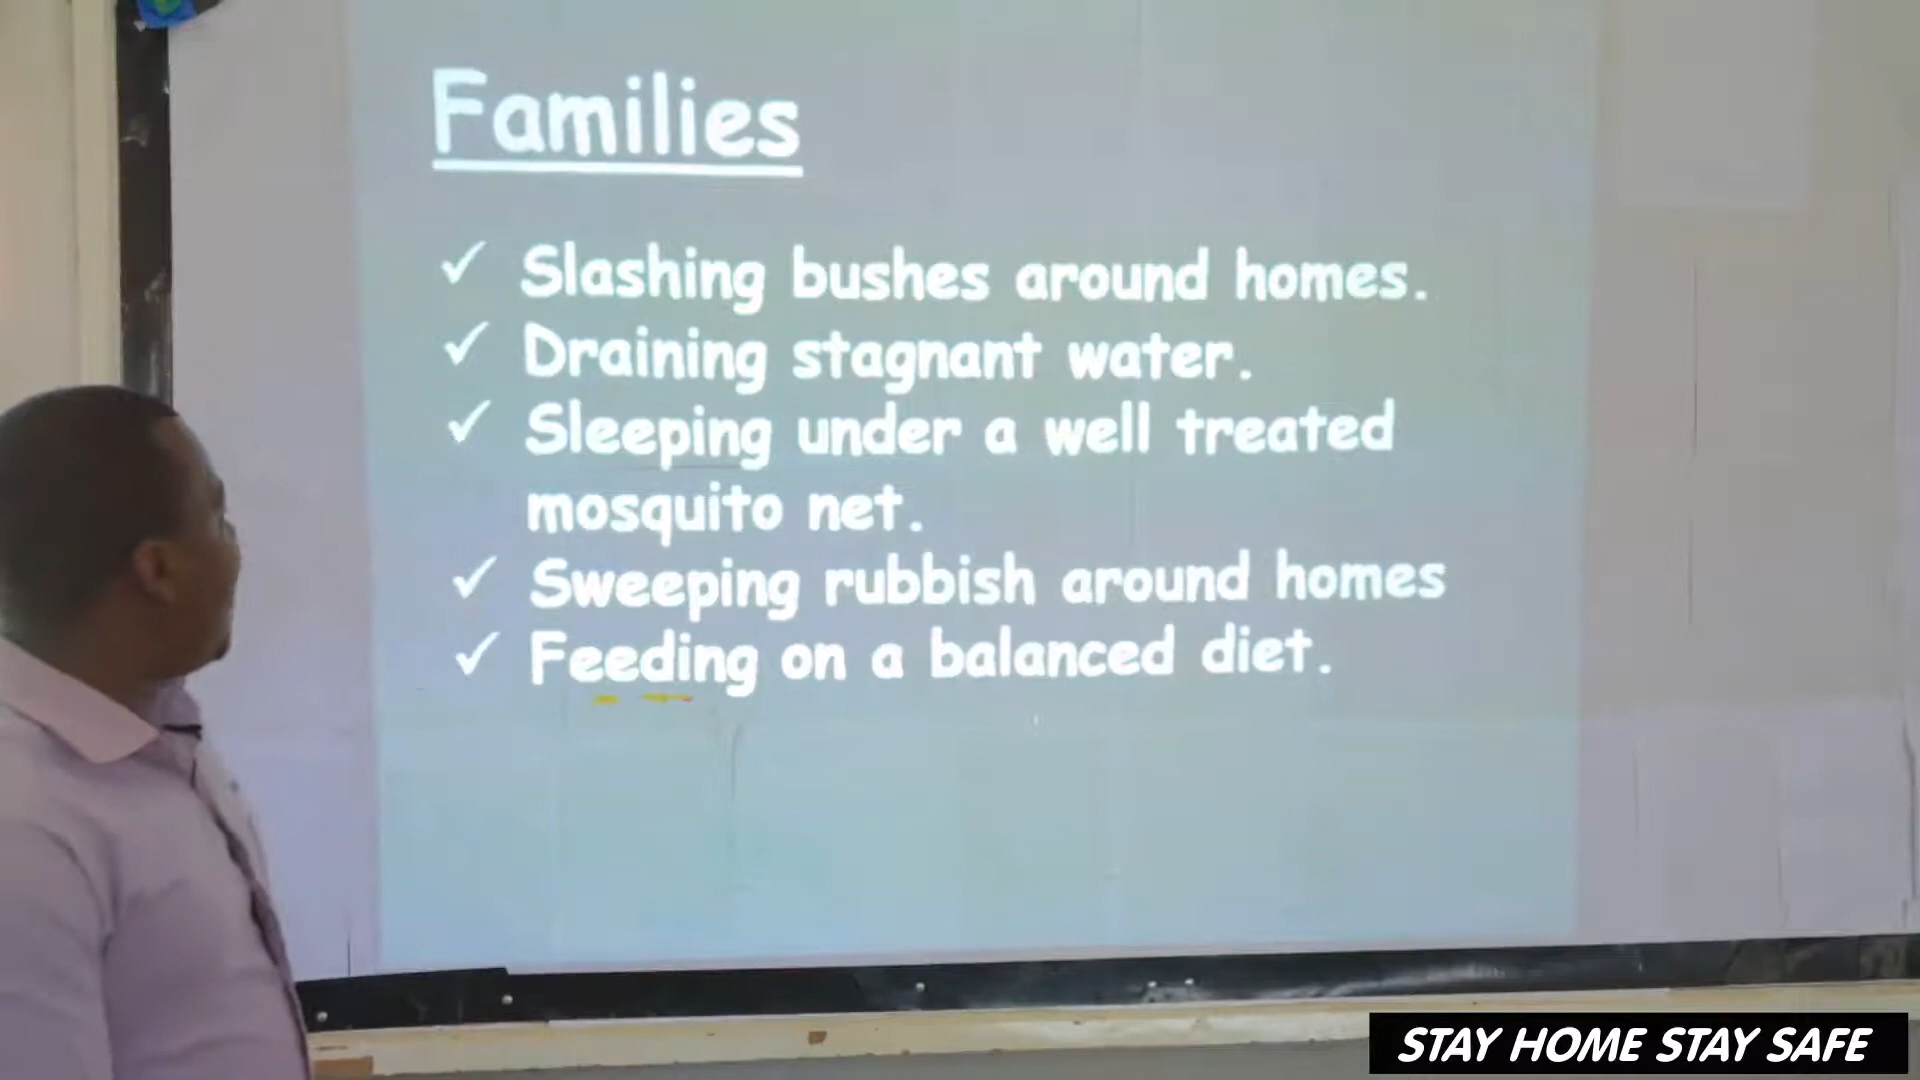 Families
✓ Slashing bushes around homes.
✓ Draining stagnant water.
✓ Sleeping under a well treated
mosquito net.
✓ Sweeping rubbish around homes
✓ Feeding on a balanced diet.
STAY HOME STAY SAFE